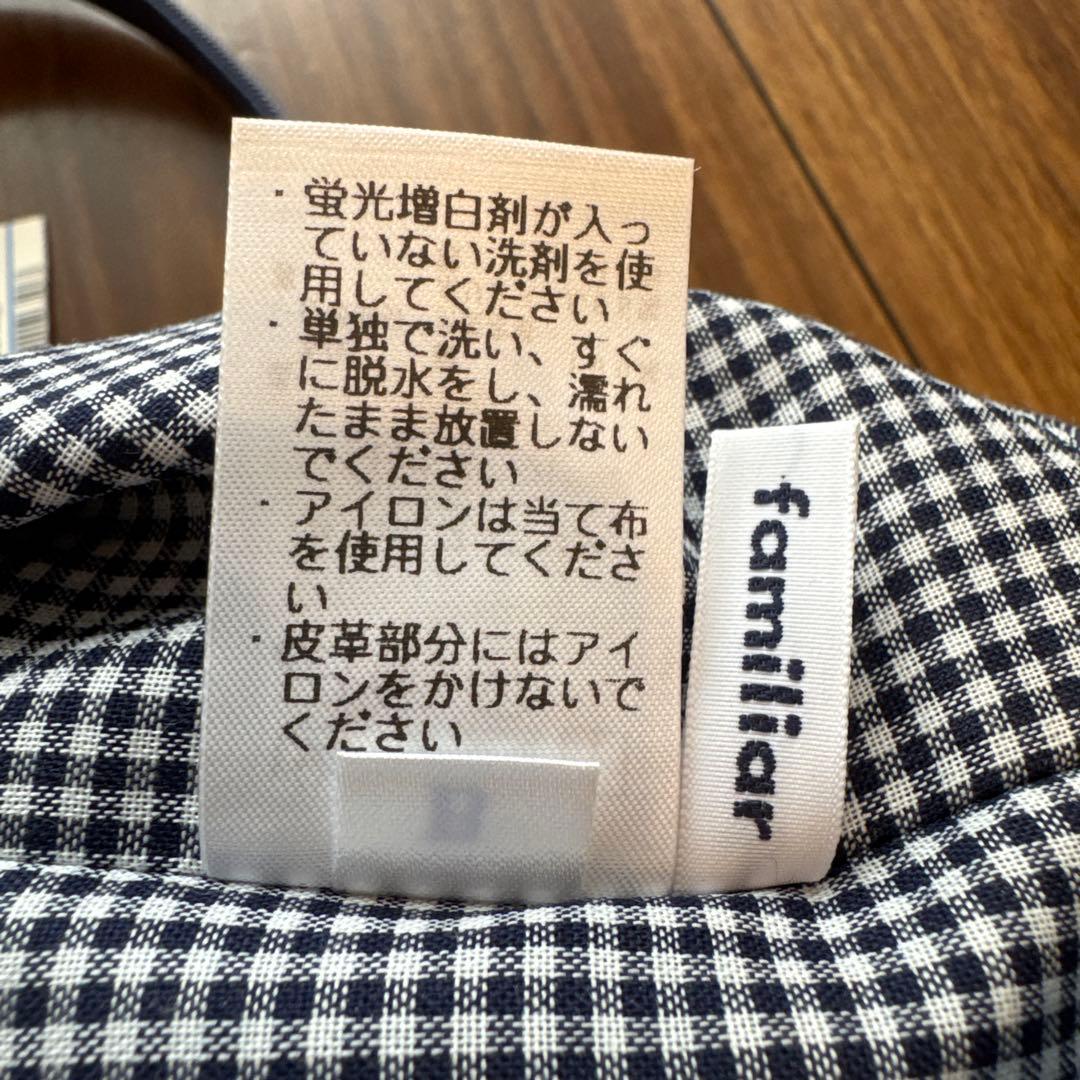 ・蛍光増白剤が入っ
ていない洗剤を使
用してください
・単独で洗い、すぐ
に脱水をし、濡れ
たまま放置しない
でください
・アイロンは当て布
を使用してくださ
い
・皮革部分にはアイ
ロンをかけないで
ください
familiar